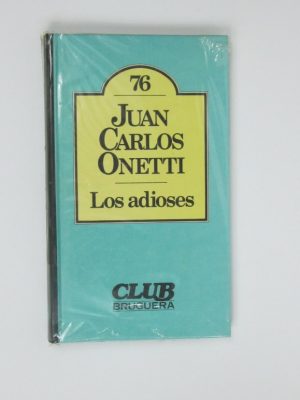 76
JUAN
CARLOS
ONETTI
Los adioses
CLUB
BRUGUERA